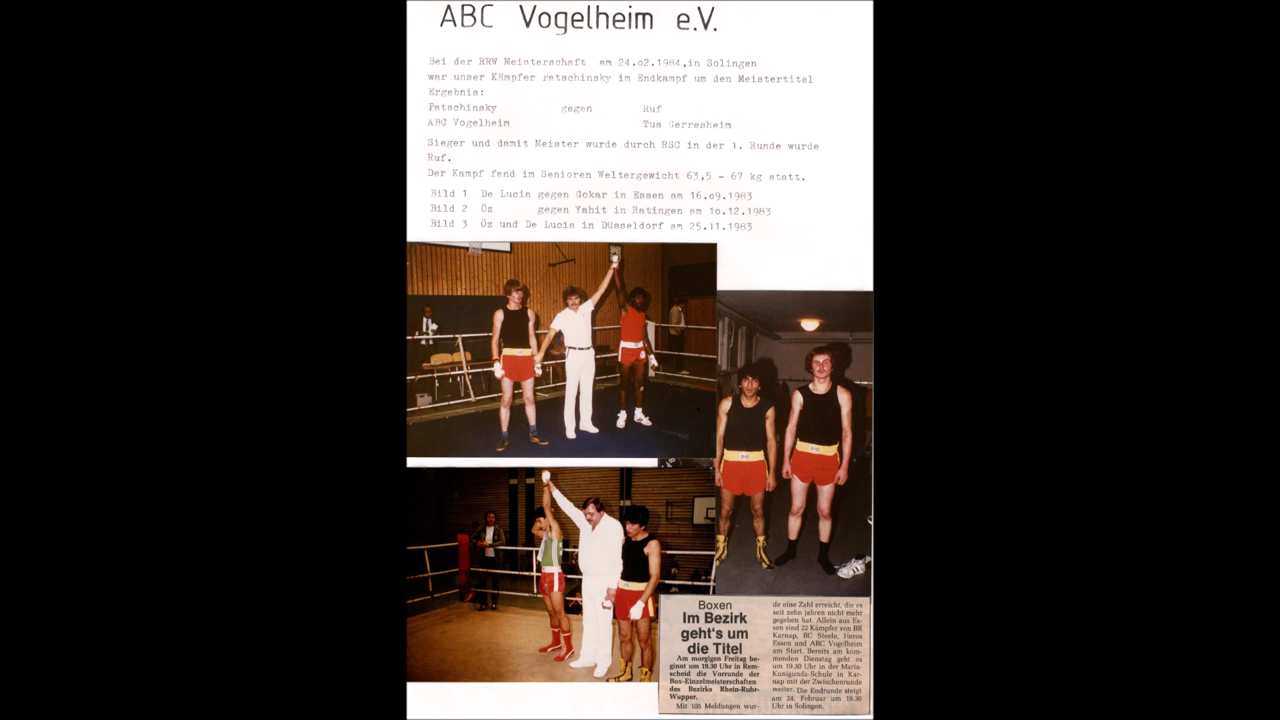 ABC Vogelheim e.V.
Bei der RRW Meisterschaft am 24.o2.1984,in Solingen
war unser Kämpfer Patschinsky im Endkampf um den Meistertitel
Ergebnis:
Patschinsky gegen Ruf
ABC Vogelheim Tus Gerresheim
Sieger und damit Meister wurde durch RSC in der 1. Runde wurde
Ruf.
Der Kampf fand im Senioren Weltergewicht 63,5 - 67 kg statt.
Bild 1 De Lucia gegen Gokar in Essen am 16.o9.1983
Bild 2 Öz gegen Yahit in Ratingen am 1o.12.1983
Bild 3 Öz und De Lucia in Düsseldorf am 25.11.1983
Boxen
Im Bezirk
geht's um
die Titel
Am morgigen Freitag be-
ginnt um 19.30 Uhr in Rem-
scheid die Vorrunde der
Box-Einzelmeisterschaften
des Bezirks Rhein-Ruhr-
Wupper.
Mit 105 Meldungen wur-
de eine Zahl erreicht, die es
seit zehn jahren nicht mehr
gegeben hat. Allein aus Es-
sen sind 22 Kämpfer von BR
Karnap, BC Steele, Heros
Essen und ABC Vogelheim
am Start. Bereits am kom-
menden Dienstag geht es
um 19.30 Uhr in der Maria-
Kunigunda-Schule in Kar-
nap mit der Zwischenrunde
weiter. Die Endrunde steigt
am 24. Februar um 19.30
Uhr in Solingen.